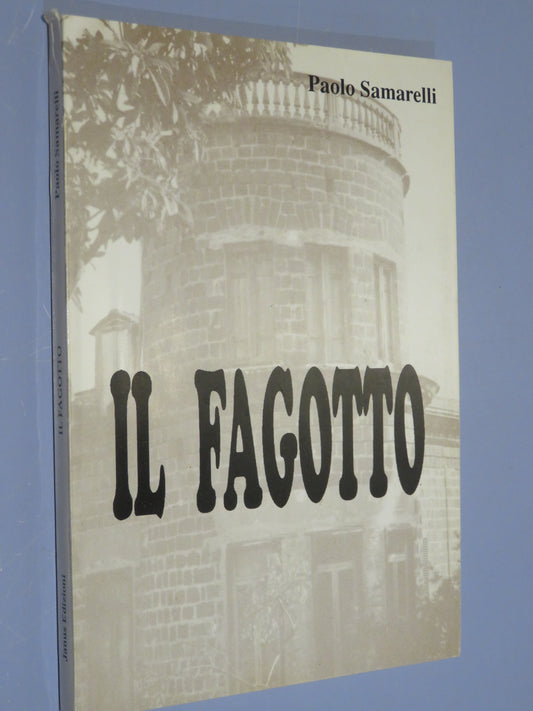 Paolo Samarelli
IL FAGOTTO
Paolo Samarelli
IL FAGOTTO
Janus Edizioni